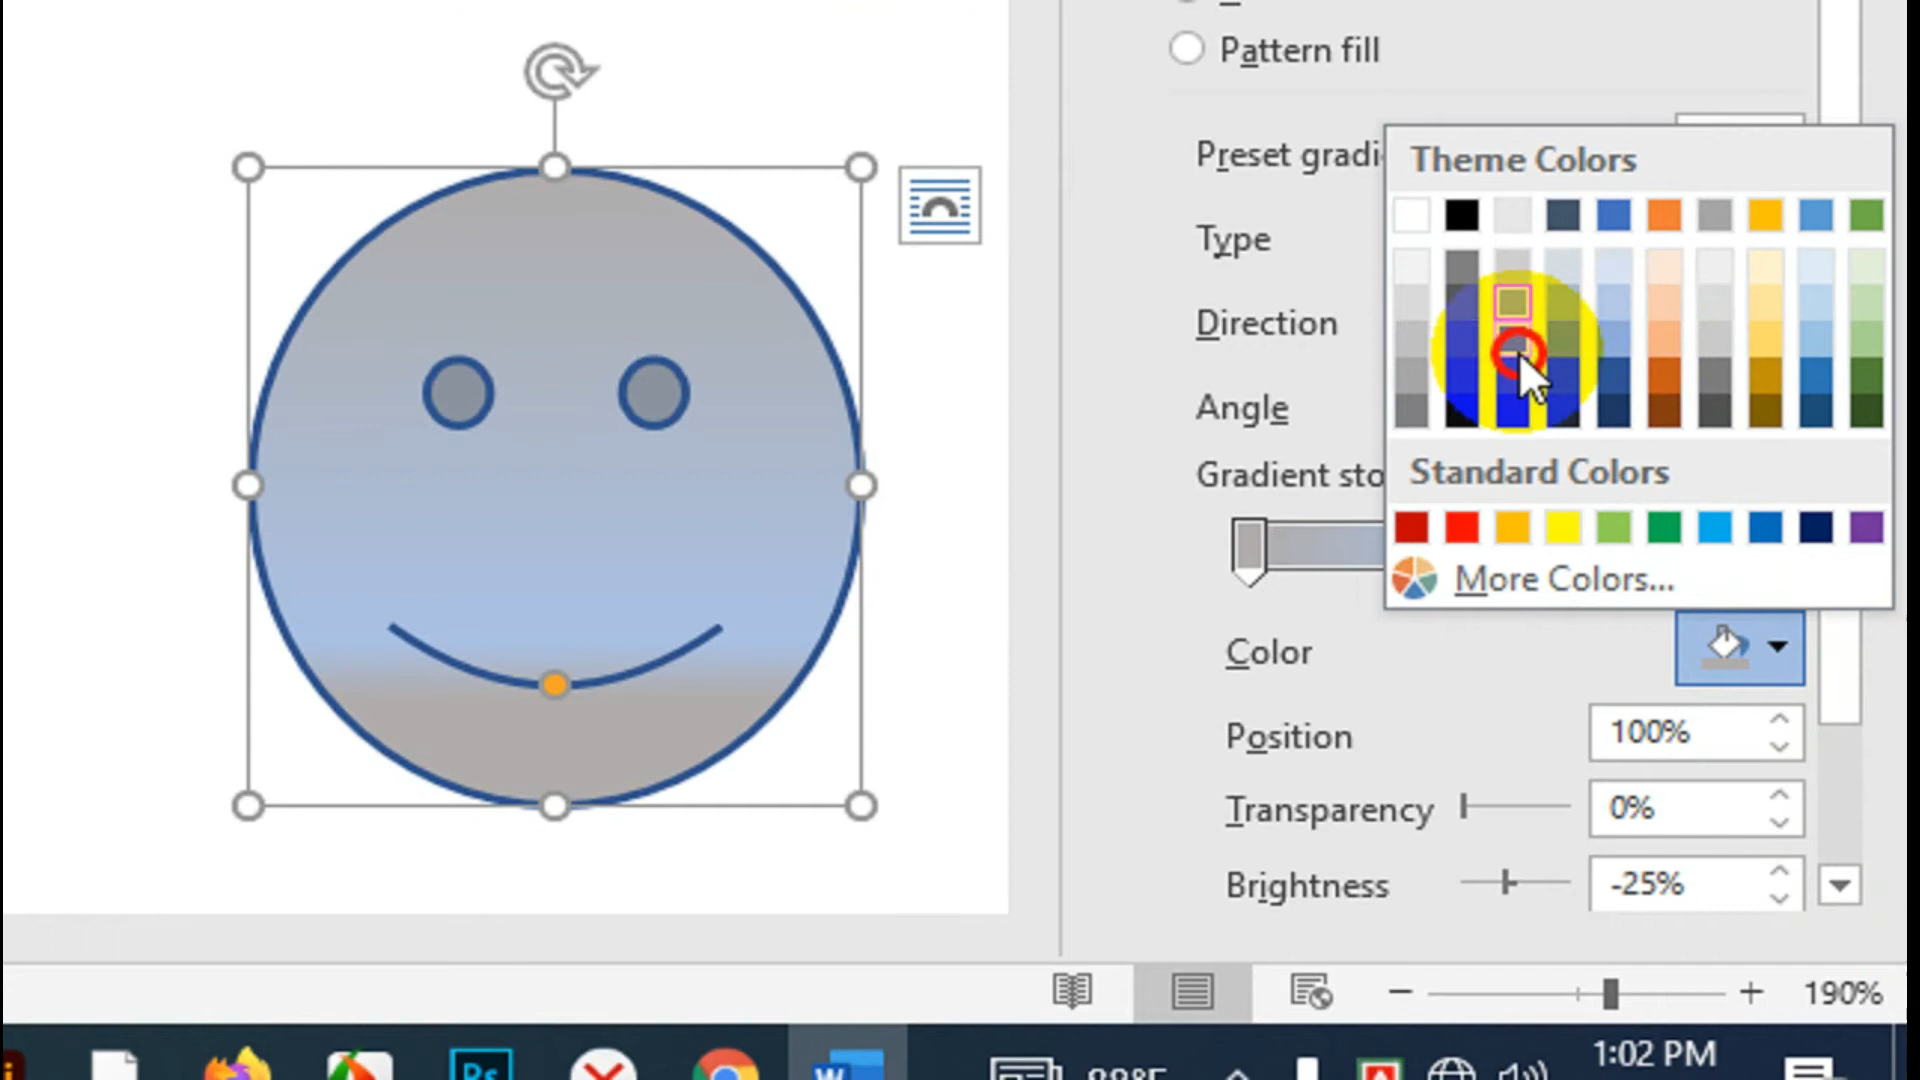 Pattern fill
Preset gradi
Theme Colors
Type
Direction
Angle
Gradient sto
Standard Colors
More Colors...
Color
Position
100%
Transparency
0%
Brightness
-25%
190%
Ps
W
1:02 PM